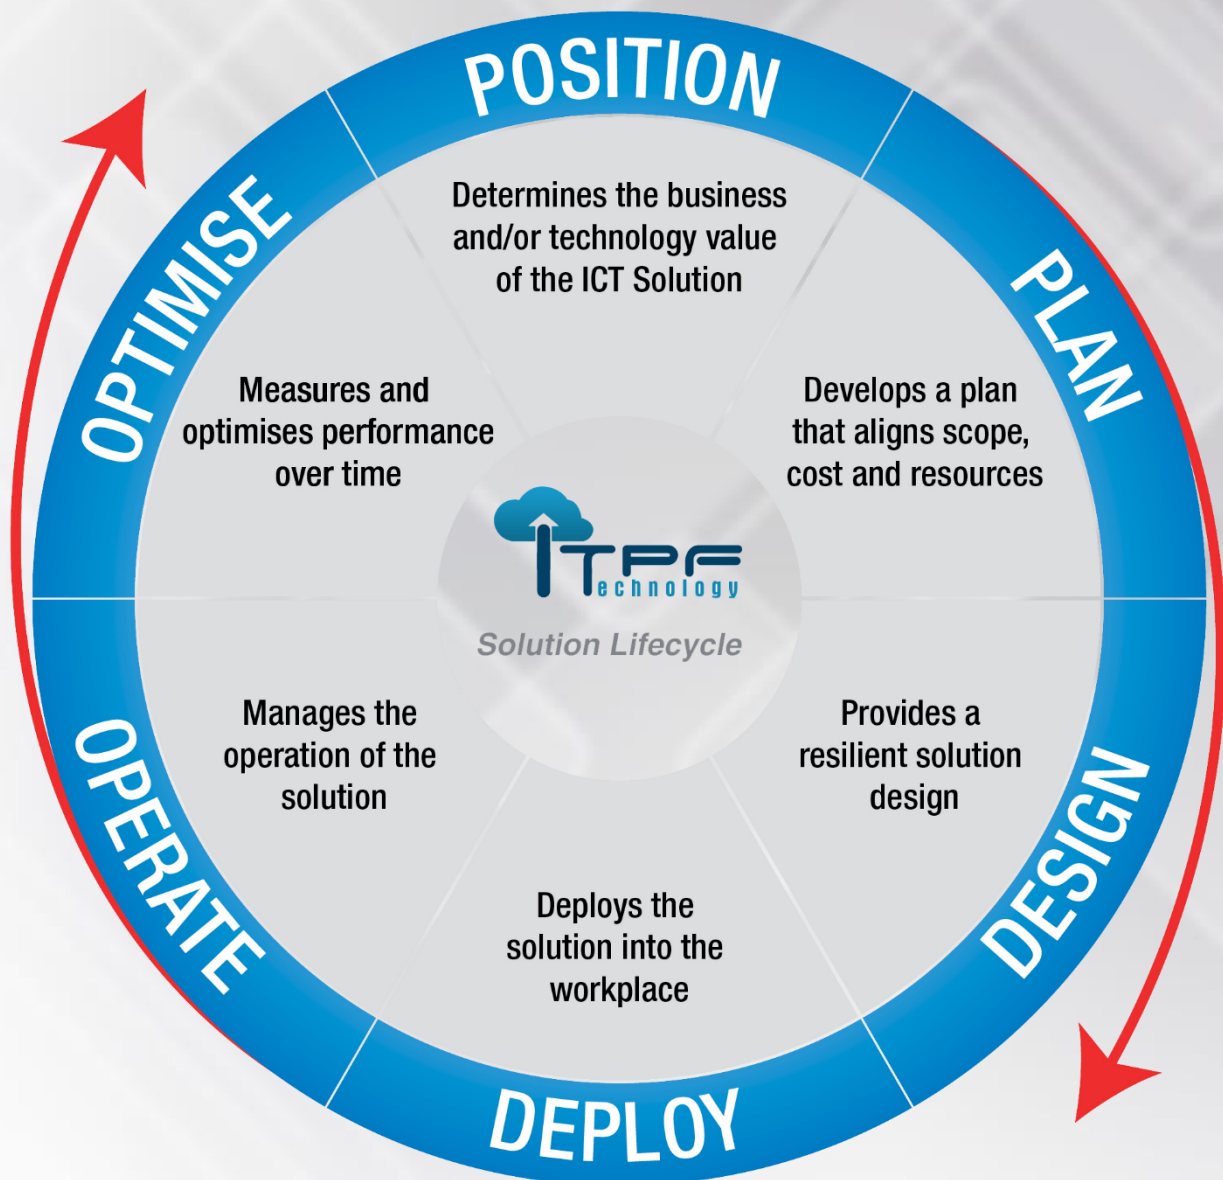 POSITION
Determines the business
and/or technology value
of the ICT Solution
PLAN
Develops a plan
that aligns scope,
cost and resources
DESIGN
Provides a
resilient solution
design
DEPLOY
Deploys the
solution into the
workplace
OPERATE
Manages the
operation of the
solution
OPTIMISE
Measures and
optimises performance
over time
ITPF
Technology
Solution Lifecycle